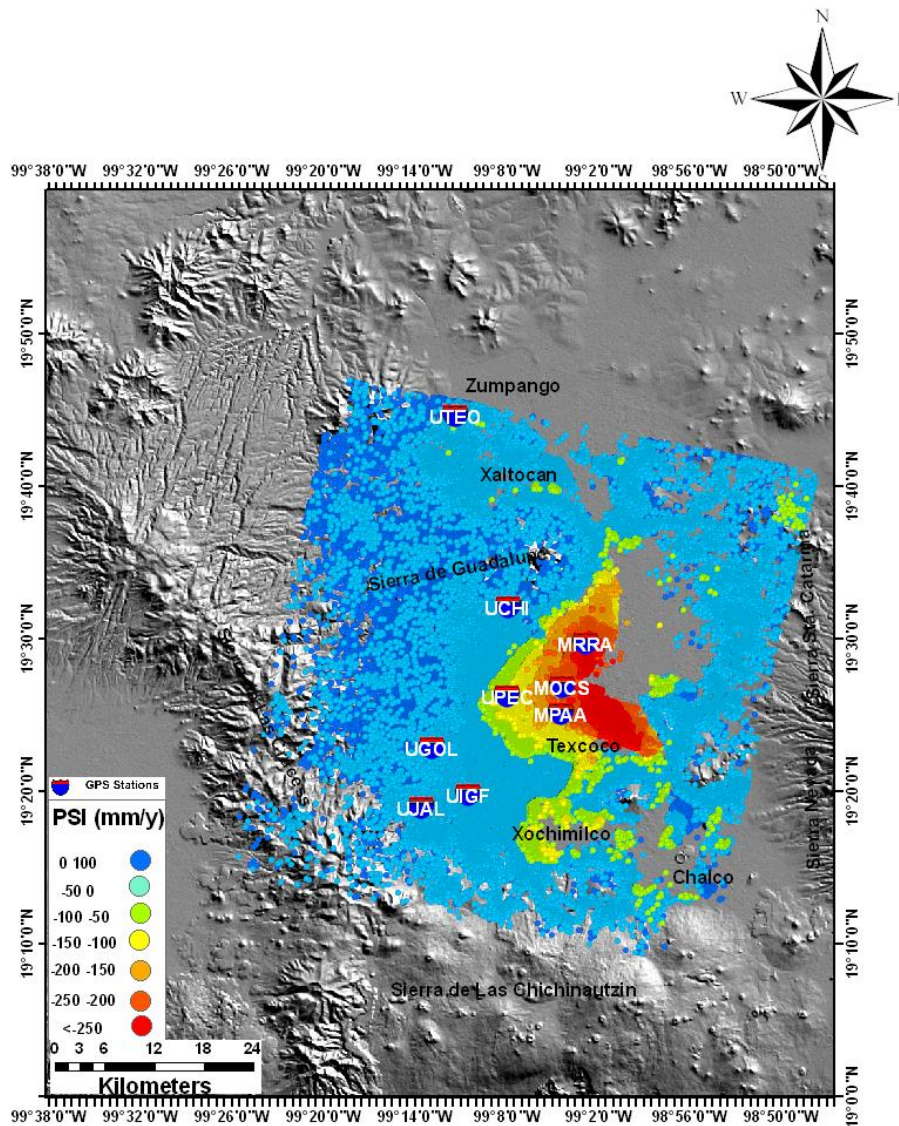 N
W
S
99°38'0"W 99°32'0"W 99°26'0"W 99°20'0"W 99°14'0"W 99°8'0"W 99°2'0"W 98°56'0"W 98°50'0"W
19°50'0"N
19°50'0"N
Zumpango
UTEO
Xaltocan
19°40'0"N
19°40'0"N
Sierra de Guadalupe
Sierra Sta Catarina
UCHI
19°30'0"N
19°30'0"N
MRRA
MOCS
UPEC
MPAA
Texcoco
UGOL
19°20'0"N
19°20'0"N
UIGF
UJAL
Xochimilco
Sierra Nevada
Chalco
19°10'0"N
19°10'0"N
Sierra de Las Chichinautzin
19°0'0"N
19°0'0"N
GPS Stations
PSI (mm/y)
0 100
-50 0
-100 -50
-150 -100
-200 -150
-250 -200
<-250
0 3 6 12 18 24
Kilometers
99°38'0"W 99°32'0"W 99°26'0"W 99°20'0"W 99°14'0"W 99°8'0"W 99°2'0"W 98°56'0"W 98°50'0"W